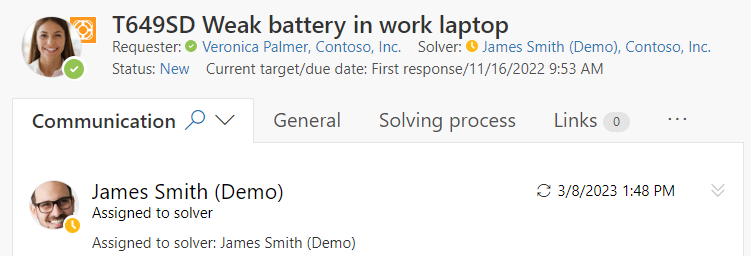 T649SD Weak battery in work laptop
Requester: Veronica Palmer, Contoso, Inc. Solver: James Smith (Demo), Contoso, Inc.
Status: New Current target/due date: First response/11/16/2022 9:53 AM
Communication General Solving process Links 0 ...
James Smith (Demo) 3/8/2023 1:48 PM
Assigned to solver
Assigned to solver: James Smith (Demo)